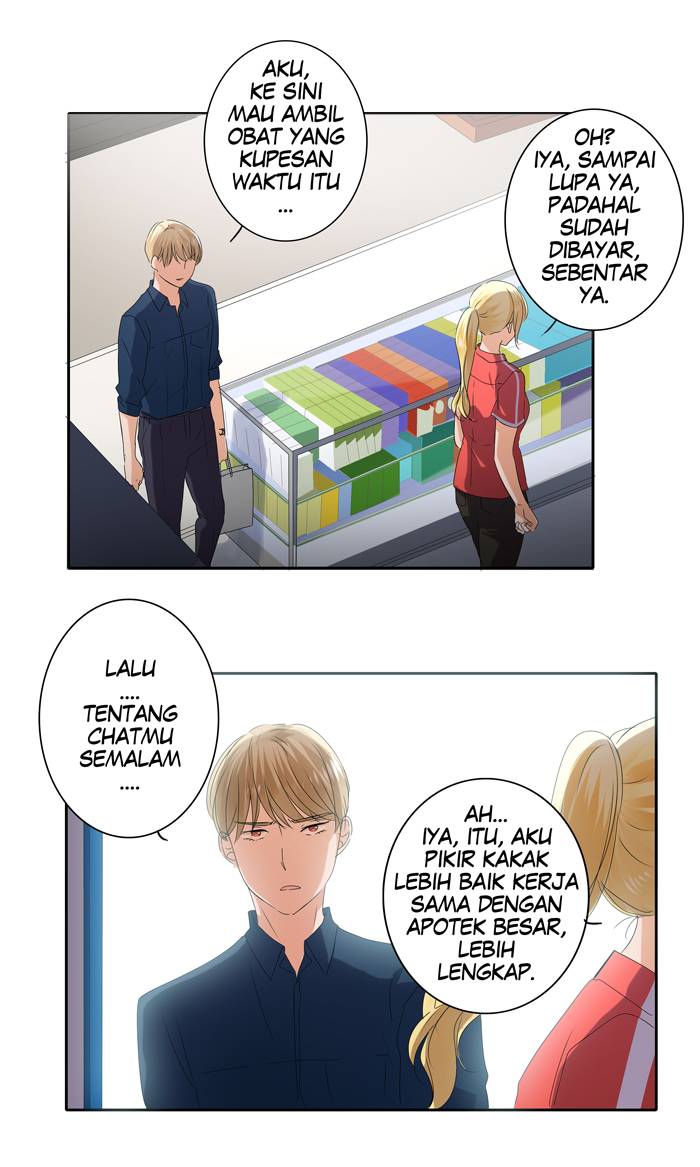 AKU,
KE SINI
MAU AMBIL
OBAT YANG
KUPESAN
WAKTU ITU
...
OH?
IYA, SAMPAI
LUPA YA,
PADAHAL
SUDAH
DIBAYAR,
SEBENTAR
YA.
LALU
....
TENTANG
CHATMU
SEMALAM
....
AH...
IYA, ITU, AKU
PIKIR KAKAK
LEBIH BAIK KERJA
SAMA DENGAN
APOTEK BESAR,
LEBIH
LENGKAP.